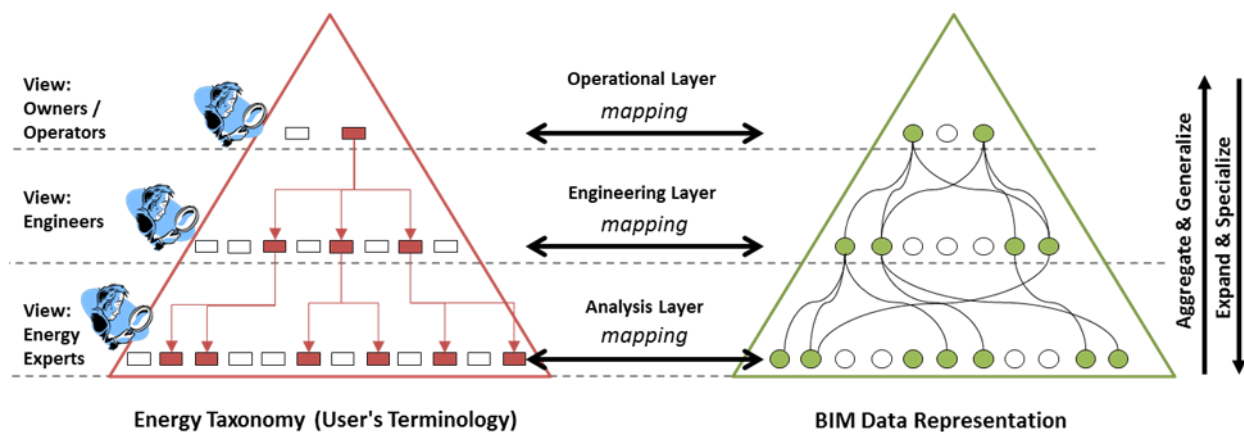 View:
Owners /
Operators
Operational Layer
mapping
View:
Engineers
Engineering Layer
mapping
View:
Energy
Experts
Analysis Layer
mapping
Aggregate & Generalize
Expand & Specialize
Energy Taxonomy (User's Terminology)
BIM Data Representation